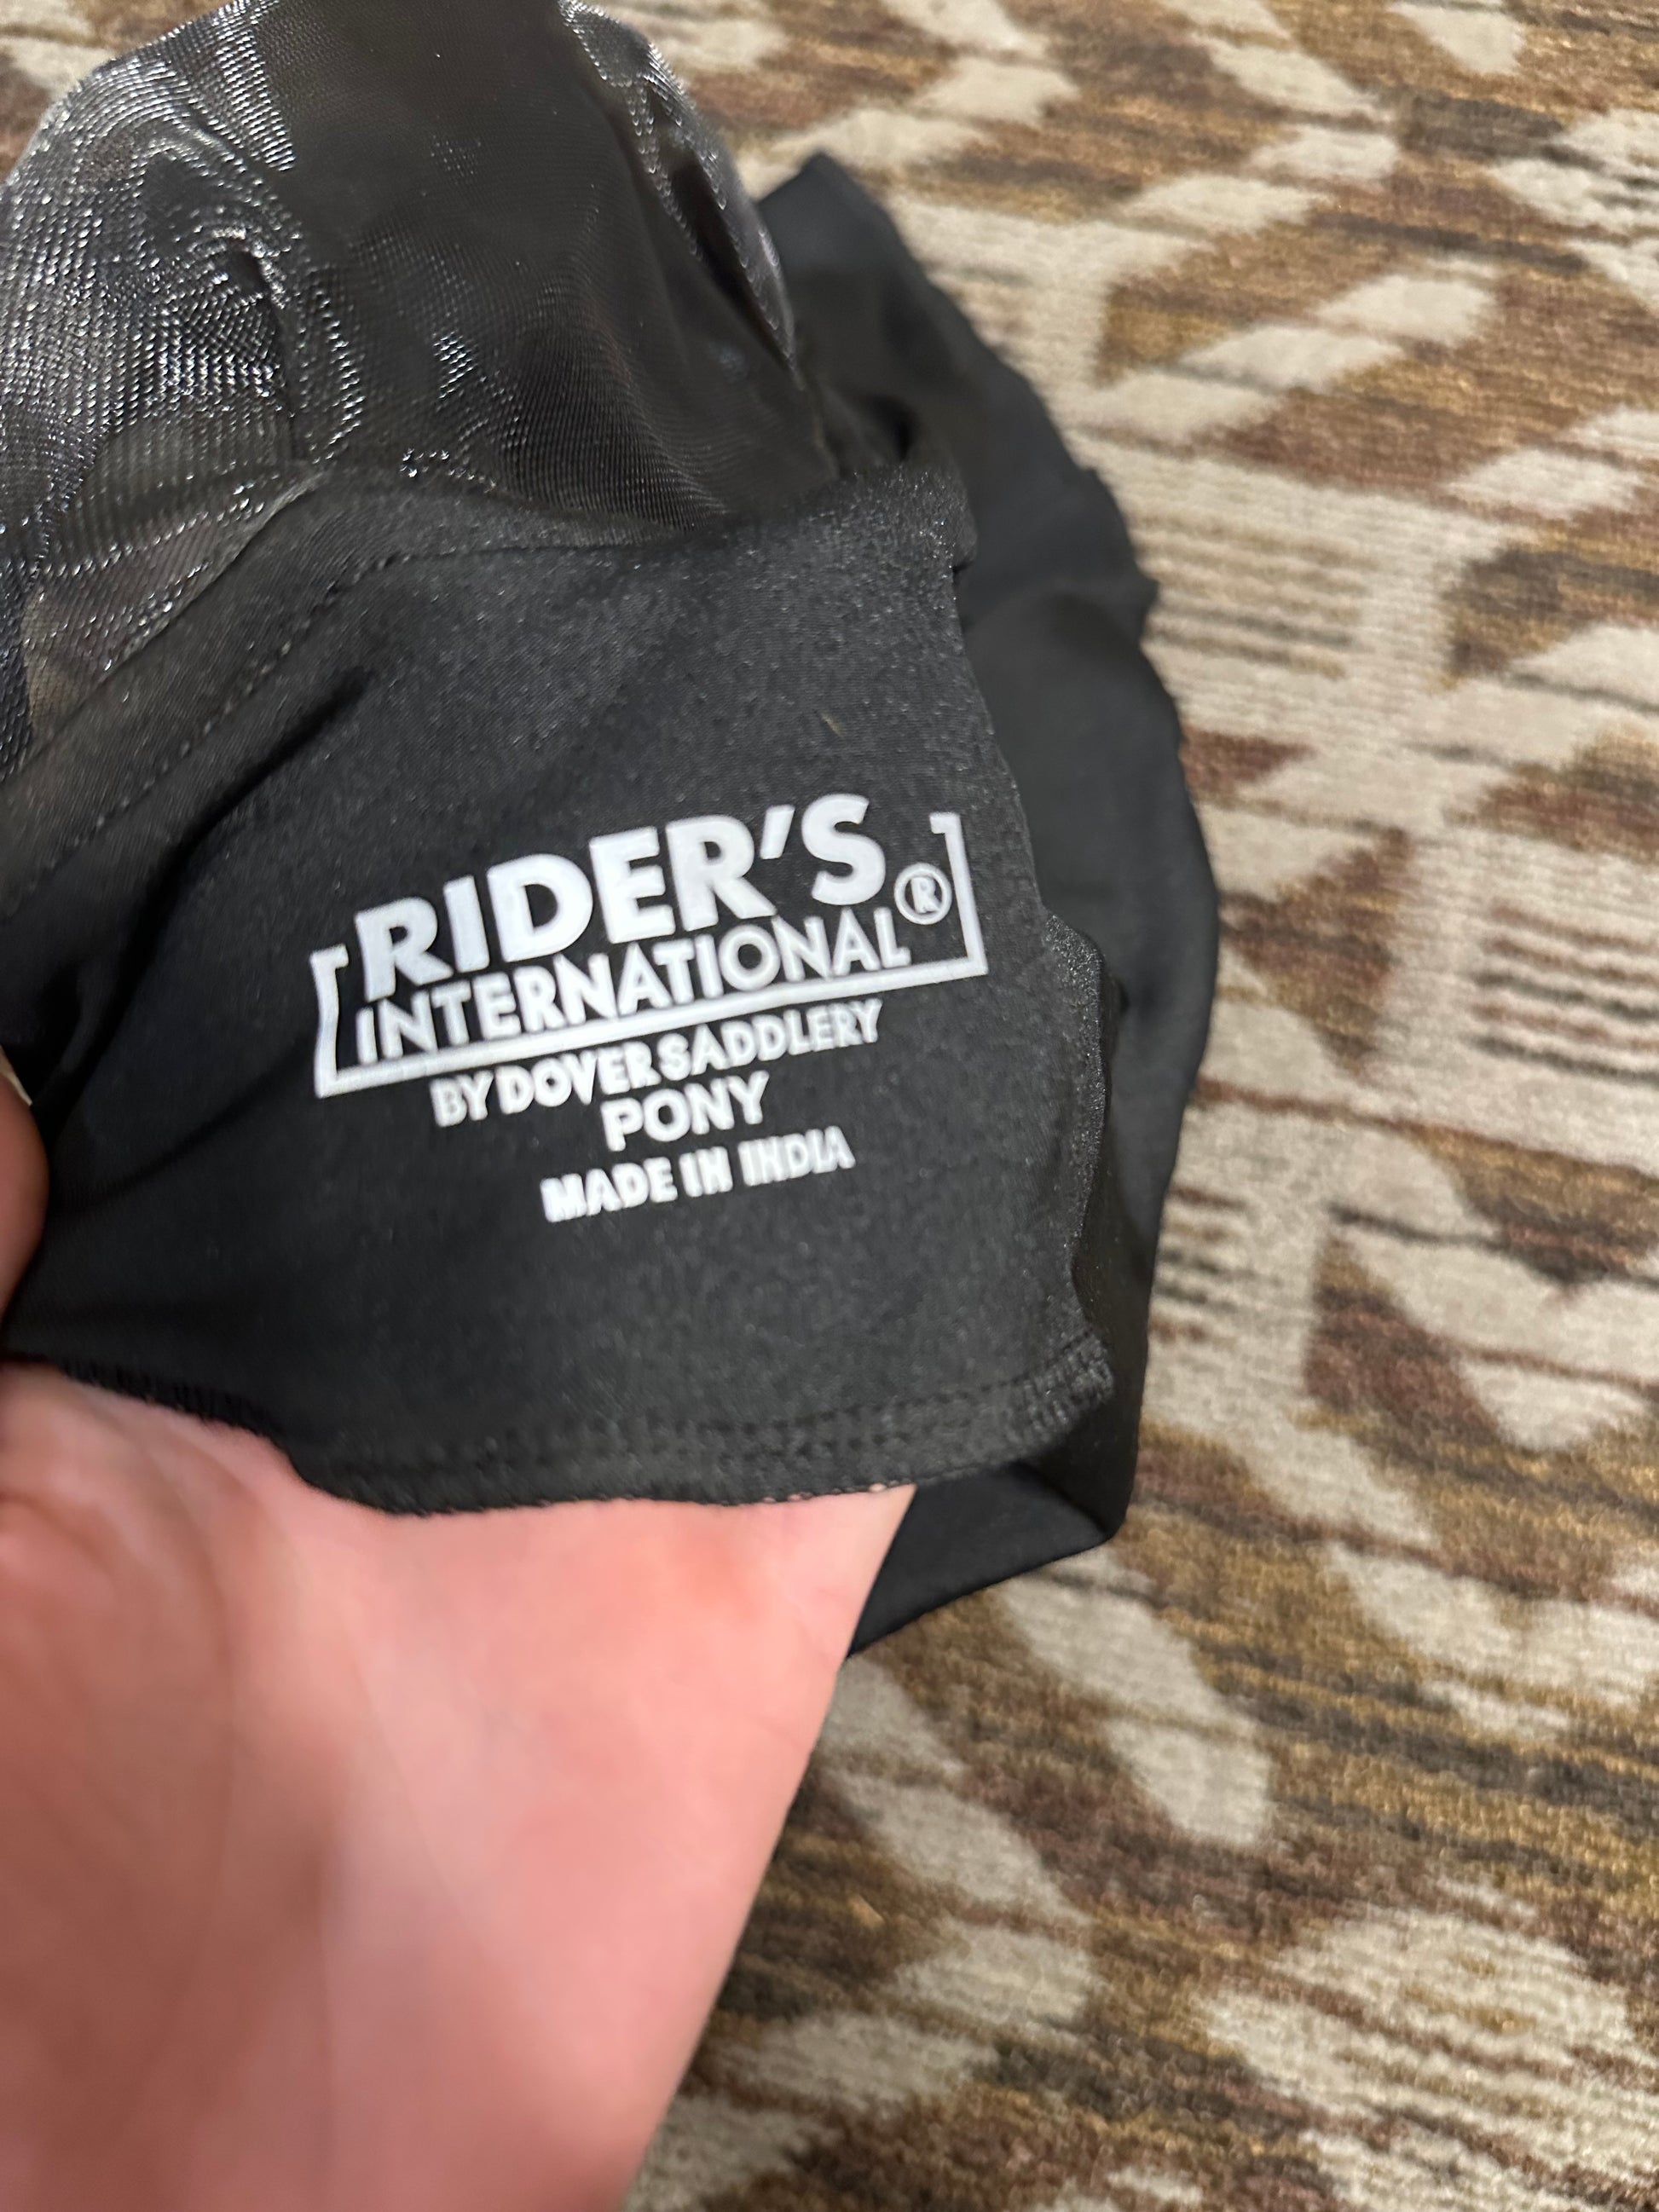 RIDER'S
INTERNATIONAL®
BY DOVER SADDLERY
PONY
MADE IN INDIA